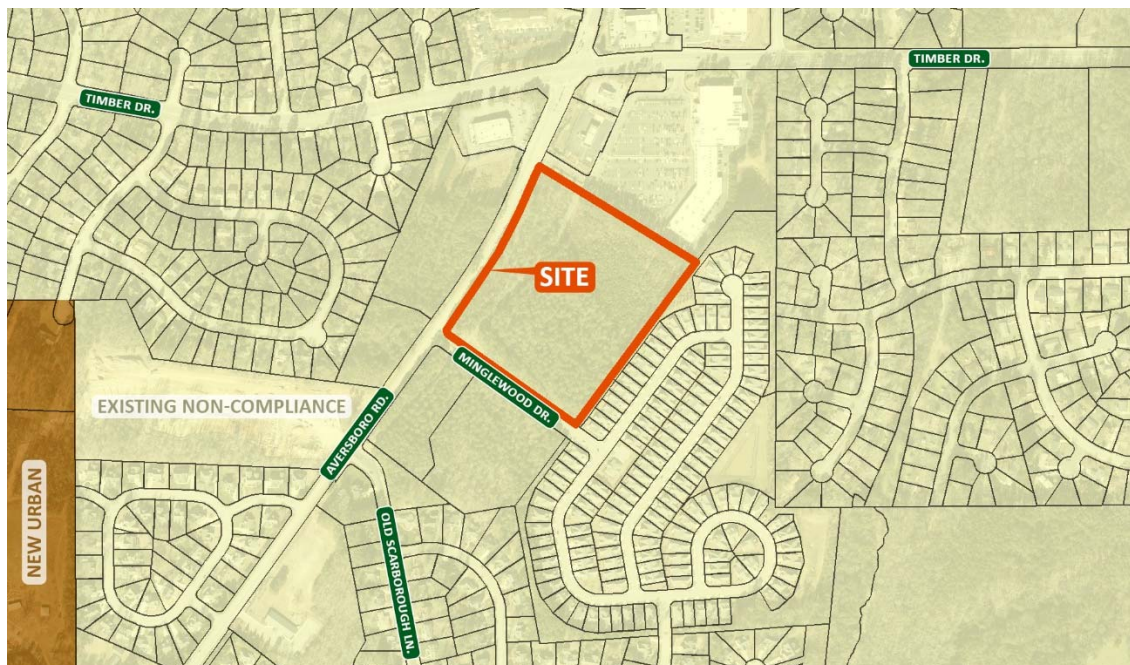 TIMBER DR.
TIMBER DR.
SITE
MINGLEWOOD DR.
EXISTING NON-COMPLIANCE
AVERSBORO RD.
NEW URBAN
OLD SCARBOROUGH LN.